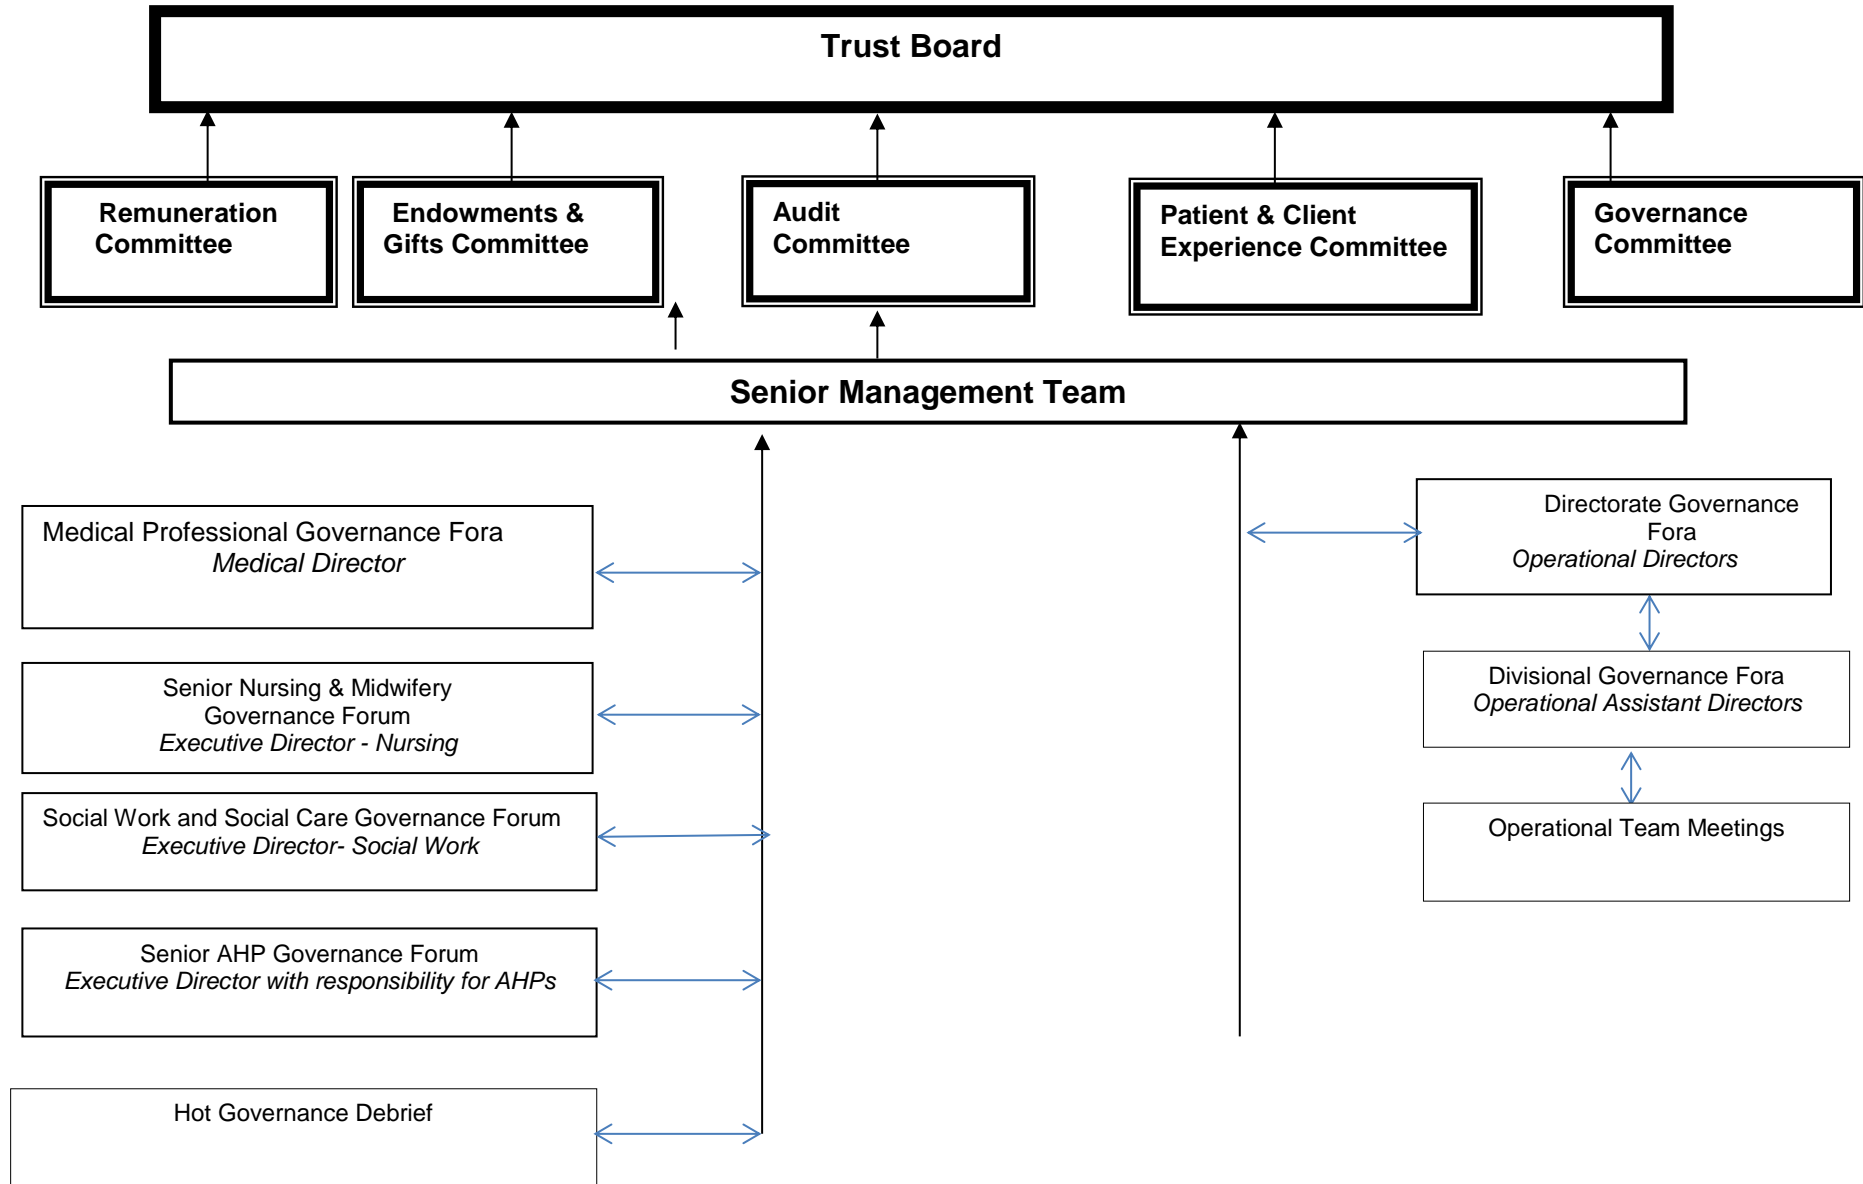 Trust Board
Remuneration
Committee
Endowments &
Gifts Committee
Audit
Committee
Patient & Client
Experience Committee
Governance
Committee
Senior Management Team
Medical Professional Governance Fora
Medical Director
Senior Nursing & Midwifery
Governance Forum
Executive Director - Nursing
Social Work and Social Care Governance Forum
Executive Director- Social Work
Senior AHP Governance Forum
Executive Director with responsibility for AHPs
Hot Governance Debrief
Directorate Governance
Fora
Operational Directors
Divisional Governance Fora
Operational Assistant Directors
Operational Team Meetings